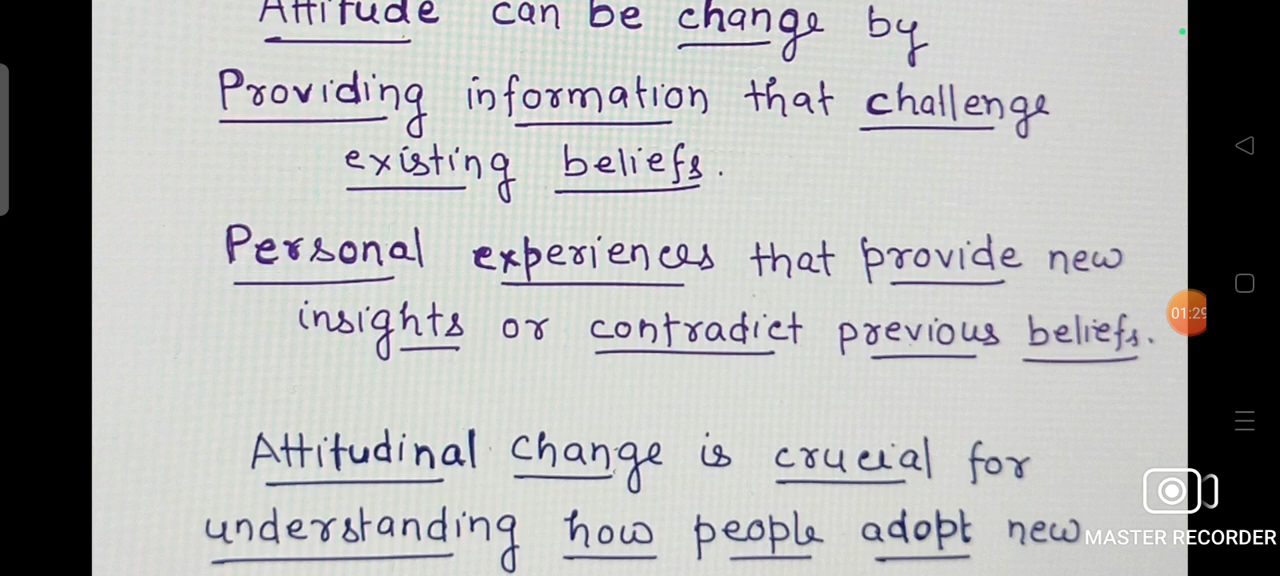 Attitude can be change by
Providing information that challenge
existing beliefs.
Personal experiences that provide new
insights or contradict previous beliefs.
01:29
Attitudinal change is crucial for
understanding how people adopt new
MASTER RECORDER